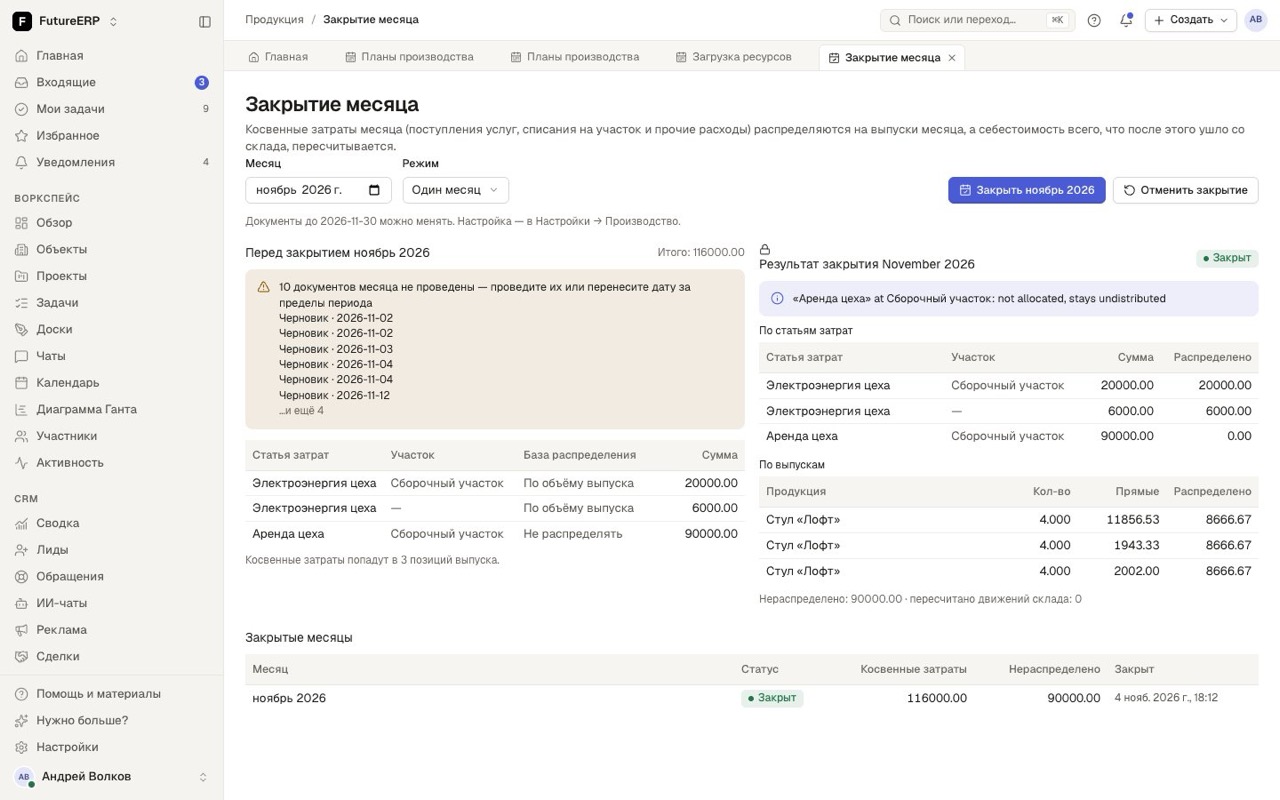 FutureERP
Главная
Входящие 3
Мои задачи 9
Избранное
Уведомления 4
ВОРКСПЕЙС
Обзор
Объекты
Проекты
Задачи
Доски
Чаты
Календарь
Диаграмма Ганта
Участники
Активность
CRM
Сводка
Лиды
Обращения
ИИ-чаты
Реклама
Сделки
Помощь и материалы
Нужно больше?
Настройки
АВ Андрей Волков
Продукция / Закрытие месяца
Поиск или переход… ⌘K Создать АВ
Главная Планы производства Планы производства Загрузка ресурсов Закрытие месяца
Закрытие месяца
Косвенные затраты месяца (поступления услуг, списания на участок и прочие расходы) распределяются на выпуски месяца, а себестоимость всего, что после этого ушло со
склада, пересчитывается.
Месяц Режим
ноябрь 2026 г. Один месяц Закрыть ноябрь 2026 Отменить закрытие
Документы до 2026-11-30 можно менять. Настройка — в Настройки → Производство.
Перед закрытием ноябрь 2026 Итого: 116000.00
10 документов месяца не проведены — проведите их или перенесите дату за
пределы периода
Черновик · 2026-11-02
Черновик · 2026-11-02
Черновик · 2026-11-03
Черновик · 2026-11-04
Черновик · 2026-11-04
Черновик · 2026-11-12
…и ещё 4
Статья затрат Участок База распределения Сумма
Электроэнергия цеха Сборочный участок По объёму выпуска 20000.00
Электроэнергия цеха — По объёму выпуска 6000.00
Аренда цеха Сборочный участок Не распределять 90000.00
Косвенные затраты попадут в 3 позиций выпуска.
Результат закрытия November 2026 Закрыт
«Аренда цеха» at Сборочный участок: not allocated, stays undistributed
По статьям затрат
Статья затрат Участок Сумма Распределено
Электроэнергия цеха Сборочный участок 20000.00 20000.00
Электроэнергия цеха — 6000.00 6000.00
Аренда цеха Сборочный участок 90000.00 0.00
По выпускам
Продукция Кол-во Прямые Распределено
Стул «Лофт» 4.000 11856.53 8666.67
Стул «Лофт» 4.000 1943.33 8666.67
Стул «Лофт» 4.000 2002.00 8666.67
Нераспределено: 90000.00 · пересчитано движений склада: 0
Закрытые месяцы
Месяц Статус Косвенные затраты Нераспределено Закрыт
ноябрь 2026 Закрыт 116000.00 90000.00 4 нояб. 2026 г., 18:12